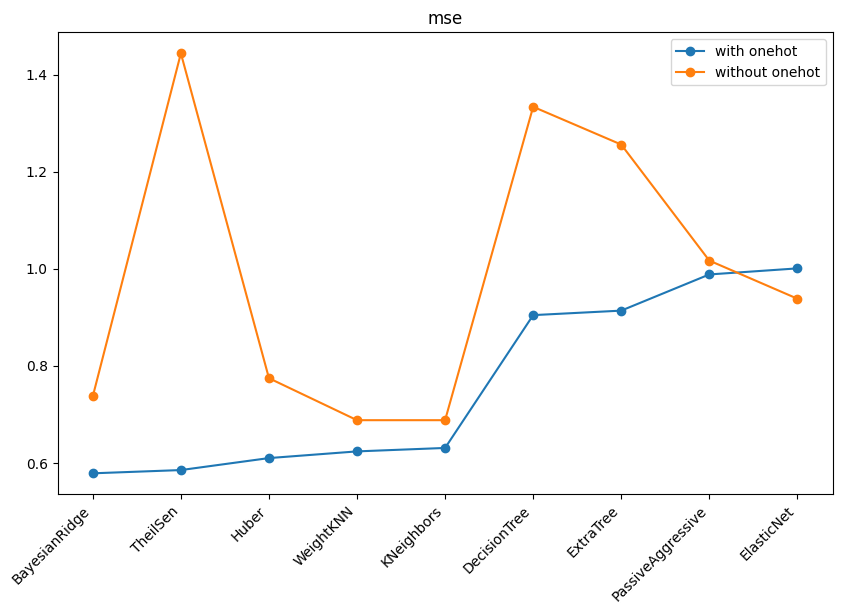 mse
with onehot
without onehot
1.4
1.2
1.0
0.8
0.6
BayesianRidge
TheilSen
Huber
WeightKNN
KNeighbors
DecisionTree
ExtraTree
PassiveAggressive
ElasticNet